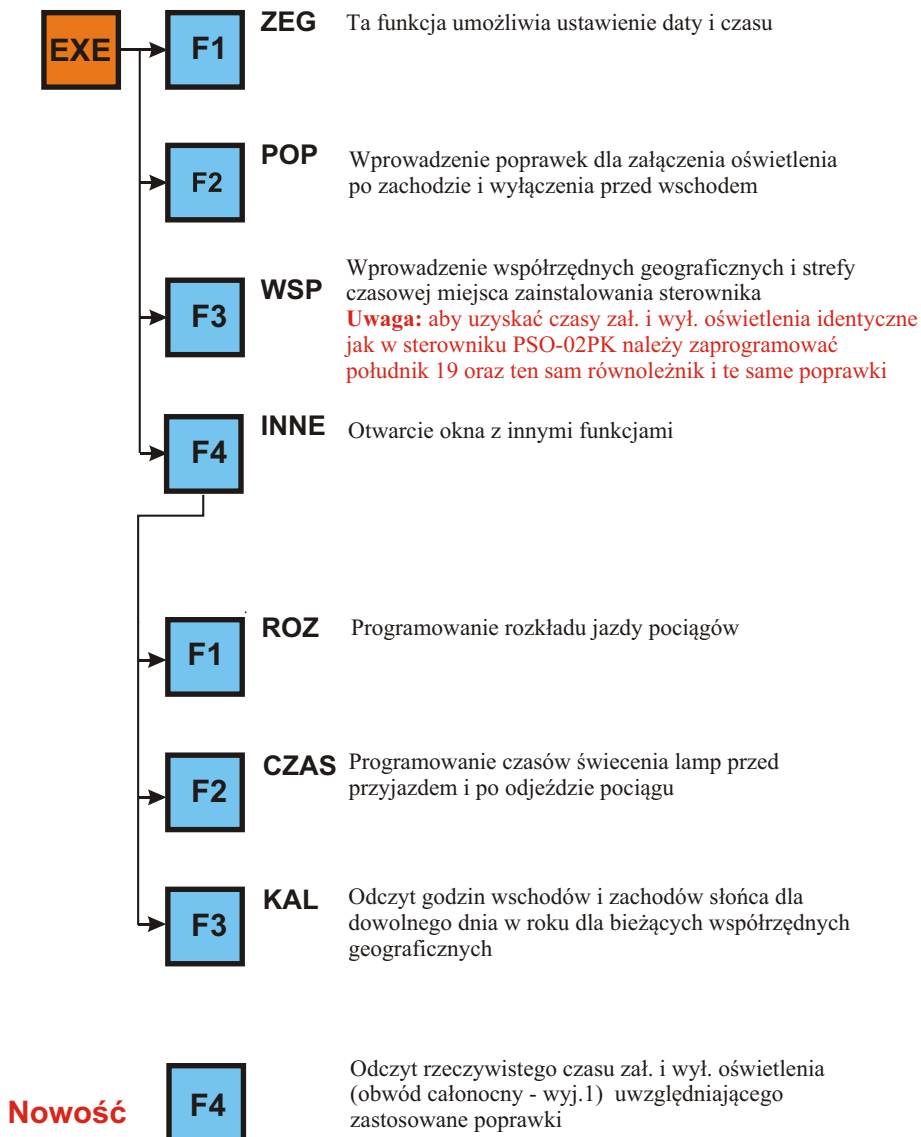 EXE
F1
ZEG
Ta funkcja umożliwia ustawienie daty i czasu
F2
POP
Wprowadzenie poprawek dla załączenia oświetlenia
po zachodzie i wyłączenia przed wschodem
F3
WSP
Wprowadzenie współrzędnych geograficznych i strefy
czasowej miejsca zainstalowania sterownika
Uwaga: aby uzyskać czasy zał. i wył. oświetlenia identyczne
jak w sterowniku PSO-02PK należy zaprogramować
południk 19 oraz ten sam równoleżnik i te same poprawki
F4
INNE
Otwarcie okna z innymi funkcjami
F1
ROZ
Programowanie rozkładu jazdy pociągów
F2
CZAS
Programowanie czasów świecenia lamp przed
przyjazdem i po odjeździe pociągu
F3
KAL
Odczyt godzin wschodów i zachodów słońca dla
dowolnego dnia w roku dla bieżących współrzędnych
geograficznych
Nowość
F4
Odczyt rzeczywistego czasu zał. i wył. oświetlenia
(obwód całonocny - wyj.1) uwzględniającego
zastosowane poprawki